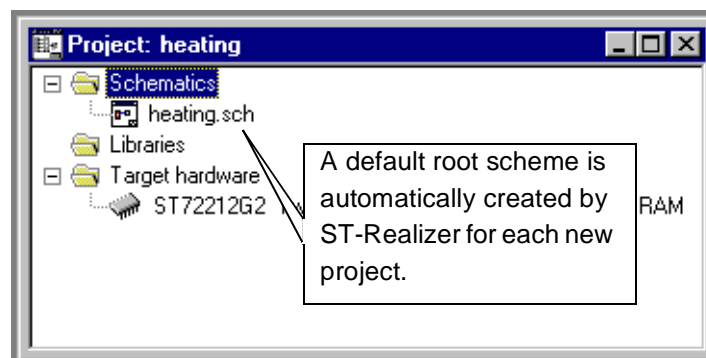 Project: heating
Schematics
heating.sch
Libraries
Target hardware
ST72212G2 RAM
A default root scheme is
automatically created by
ST-Realizer for each new
project.